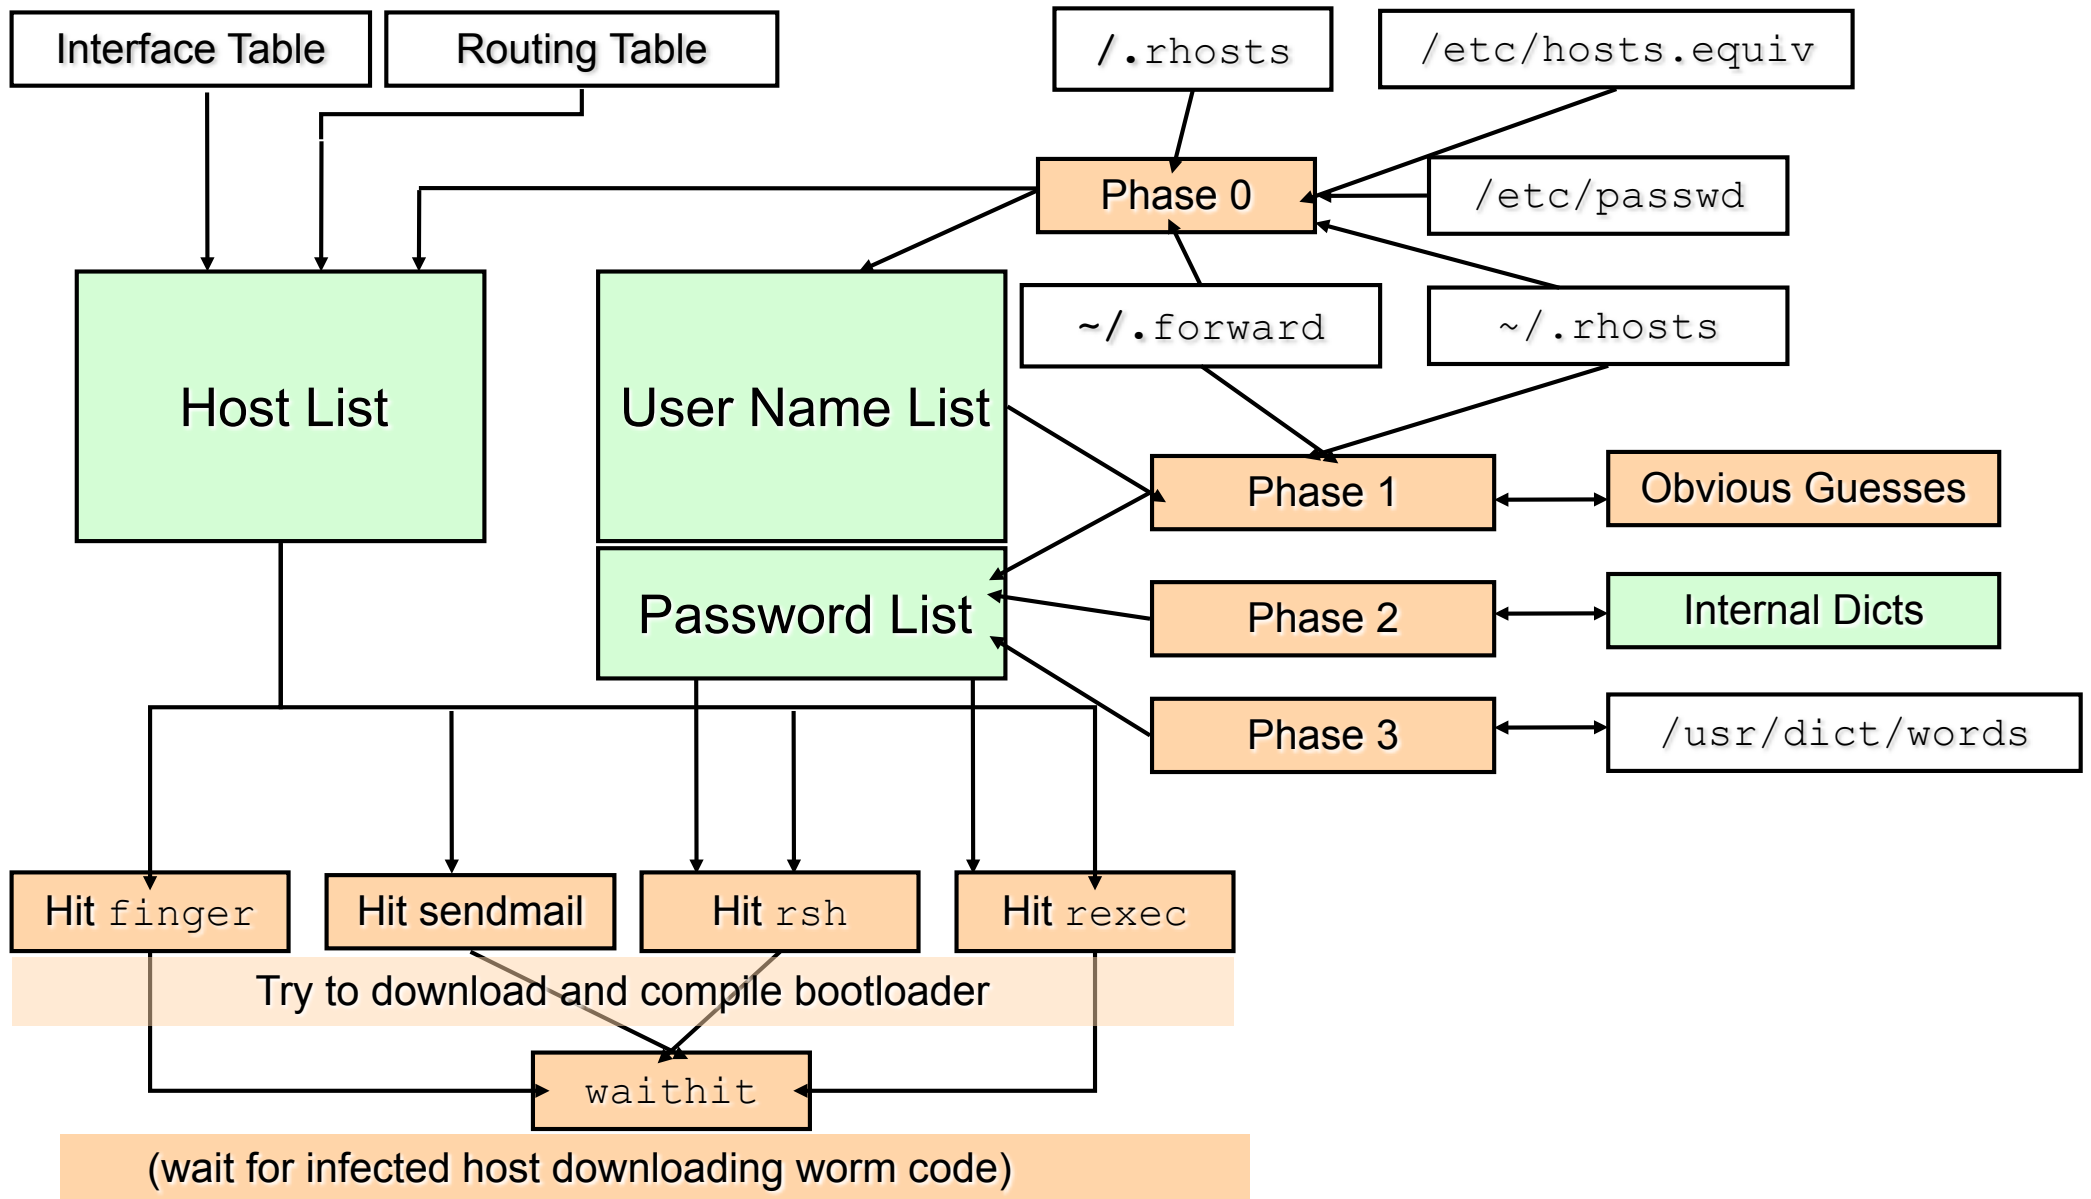 Interface Table
Routing Table
/.rhosts
/etc/hosts.equiv
Phase 0
/etc/passwd
~/.forward
~/.rhosts
Host List
User Name List
Phase 1
Obvious Guesses
Password List
Phase 2
Internal Dicts
Phase 3
/usr/dict/words
Hit finger
Hit sendmail
Hit rsh
Hit rexec
Try to download and compile bootloader
waithit
(wait for infected host downloading worm code)